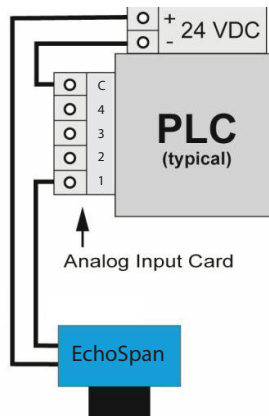 + 24 VDC
-
C
4
3
2
1
PLC
(typical)
Analog Input Card
EchoSpan